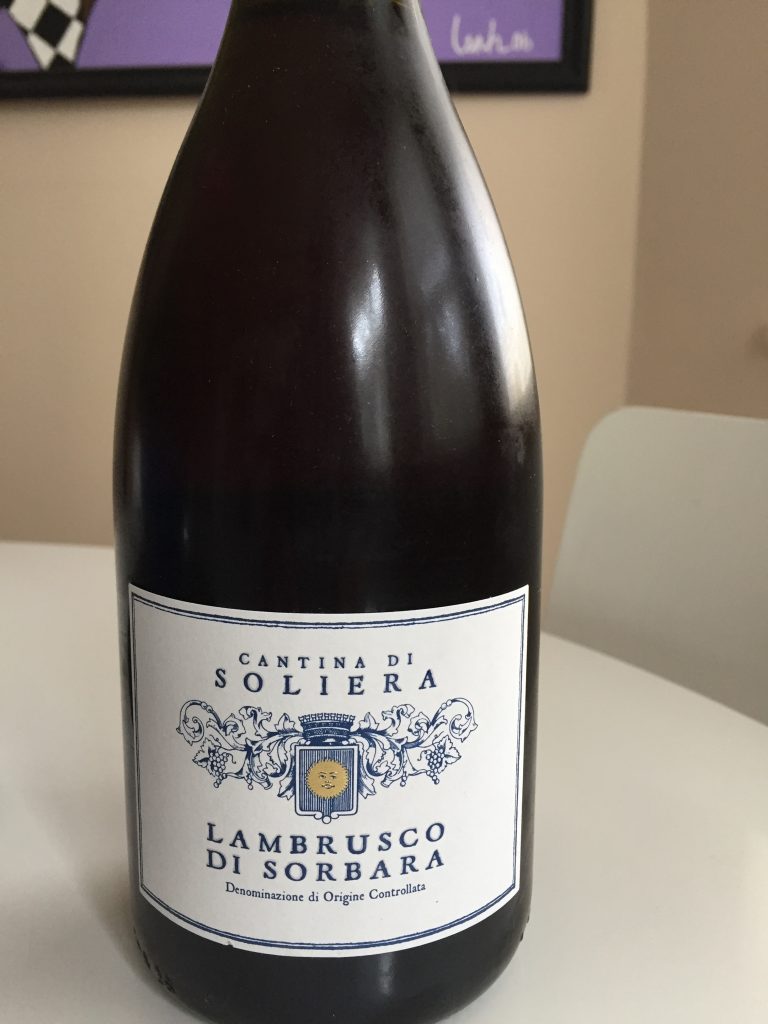 CANTINA DI
SOLIERA
LAMBRUSCO
DI SORBARA
Denominazione di Origine Controllata